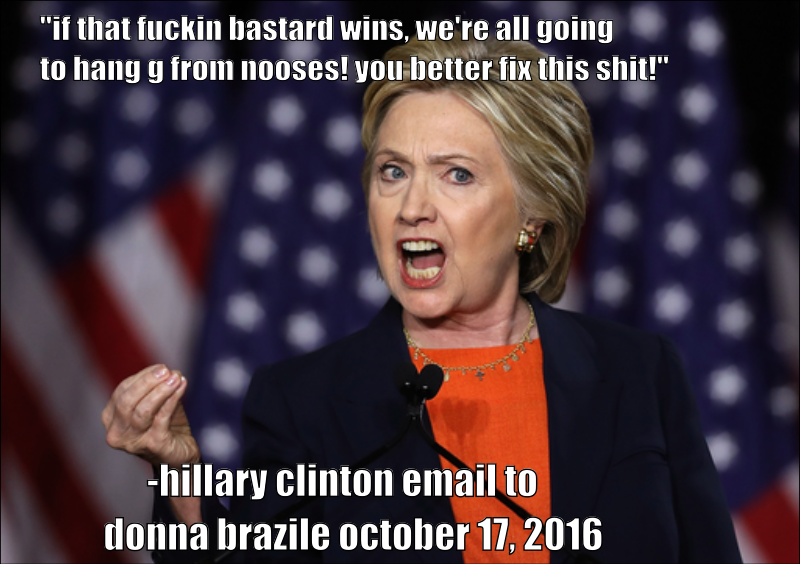 "if that fuckin bastard wins, we're all going
to hang g from nooses! you better fix this shit!"
-hillary clinton email to
donna brazile october 17, 2016